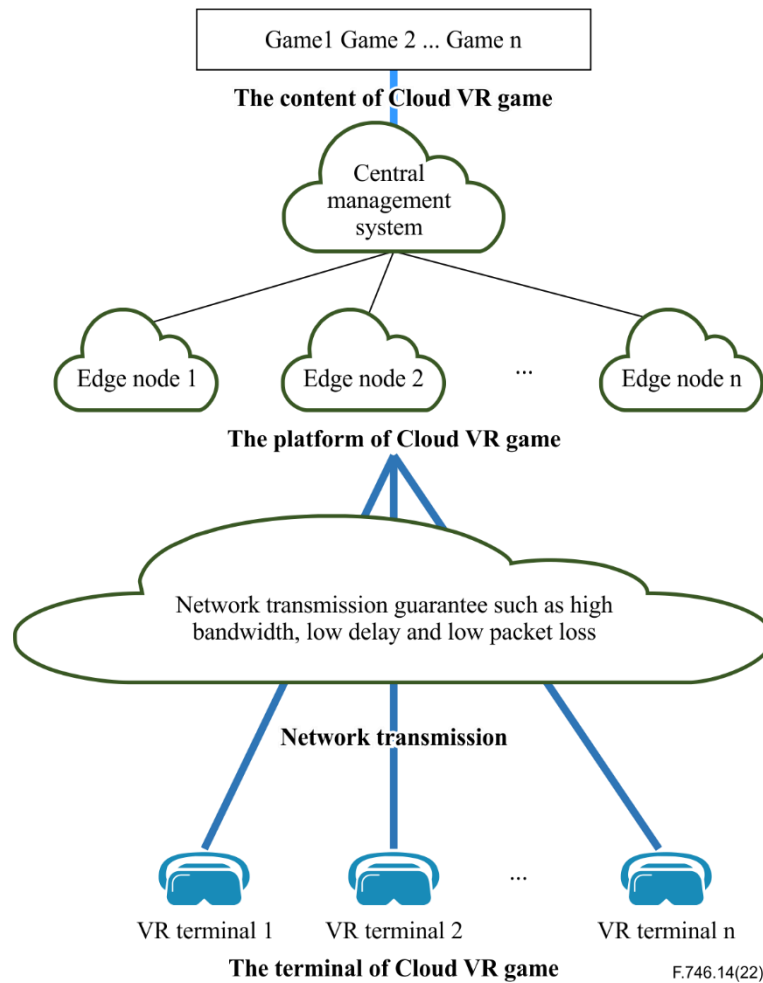 Game1 Game 2 ... Game n
The content of Cloud VR game
Central
management
system
Edge node 1
Edge node 2
...
Edge node n
The platform of Cloud VR game
Network transmission guarantee such as high
bandwidth, low delay and low packet loss
Network transmission
...
VR terminal 1
VR terminal 2
VR terminal n
The terminal of Cloud VR game
F.746.14(22)